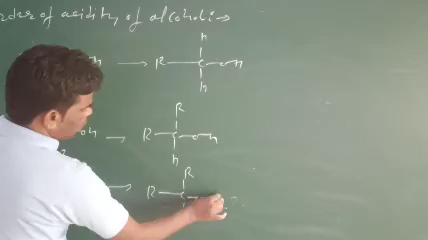 order of acidity of alcohols →
H
H → R — C — OH
H
R
OH → R — C — OH
H
R
→ R — C —